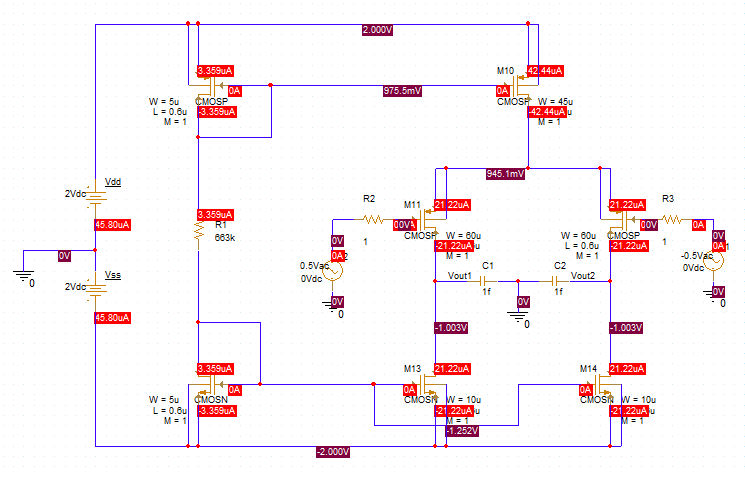 2.000V
3.359uA
M10
42.44uA
0A
975.5mV
0A
W = 5u
CMOSP
CMOSP
W = 45u
L = 0.6u
-3.359uA
-42.44uA
M = 1
M = 1
945.1mV
Vdd
2Vdc
R2
M11
21.22uA
21.22uA
R3
3.359uA
R1
663k
45.80uA
0V
0V
1
CMOSP
W = 60u
W = 60u
CMOSP
1
0V
0A
-21.22uA
L = 0.6u
-21.22uA
0A
M = 1
M = 1
0V
0
Vss
2Vdc
0.5Vac
0Vdc
Vout1
C1
C2
Vout2
-0.5Vac
0Vdc
1f
1f
0V
0V
0V
0
0
0
45.80uA
-1.003V
-1.003V
3.359uA
M13
21.22uA
M14
21.22uA
0A
0A
0A
W = 5u
CMOSN
CMOSN
W = 10u
CMOSN
W = 10u
L = 0.6u
-3.359uA
-21.22uA
-21.22uA
M = 1
M = 1
M = 1
-1.252V
-2.000V